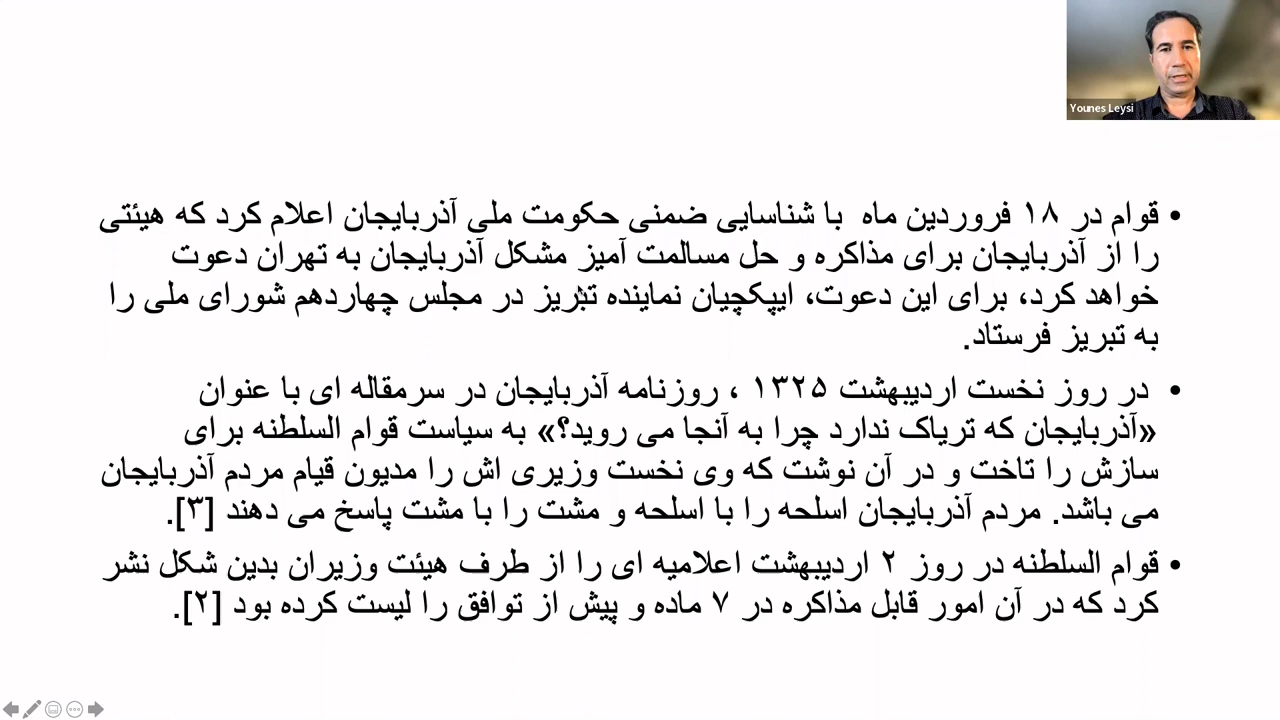 Younes Leysi
• قوام در ۱۸ فروردین ماه با شناسایی ضمنی حکومت ملی آذربایجان اعلام کرد که هیئتی
را از آذربایجان برای مذاکره و حل مسالمت آمیز مشکل آذربایجان به تهران دعوت
خواهد کرد، برای این دعوت، ایپکچیان نماینده تبریز در مجلس چهاردهم شورای ملی را
به تبریز فرستاد.
• در روز نخست اردیبهشت ۱۳۲۵ ، روزنامه آذربایجان در سرمقاله ای با عنوان
«آذربایجان که تریاک ندارد چرا به آنجا می روید؟» به سیاست قوام السلطنه برای
سازش را تاخت و در آن نوشت که وی نخست وزیری اش را مدیون قیام مردم آذربایجان
می باشد. مردم آذربایجان اسلحه را با اسلحه و مشت را با مشت پاسخ می دهند [۳].
• قوام السلطنه در روز ۲ اردیبهشت اعلامیه ای را از طرف هیئت وزیران بدین شکل نشر
کرد که در آن امور قابل مذاکره در ۷ ماده و پیش از توافق را لیست کرده بود [۲].